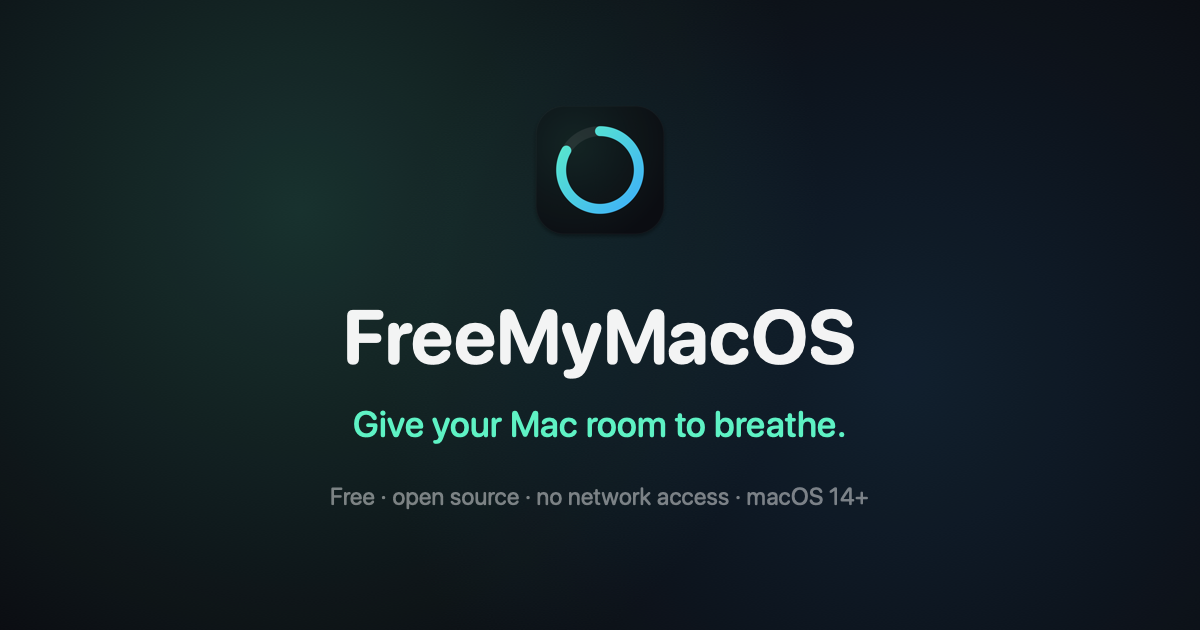 FreeMyMacOS
Give your Mac room to breathe.
Free · open source · no network access · macOS 14+